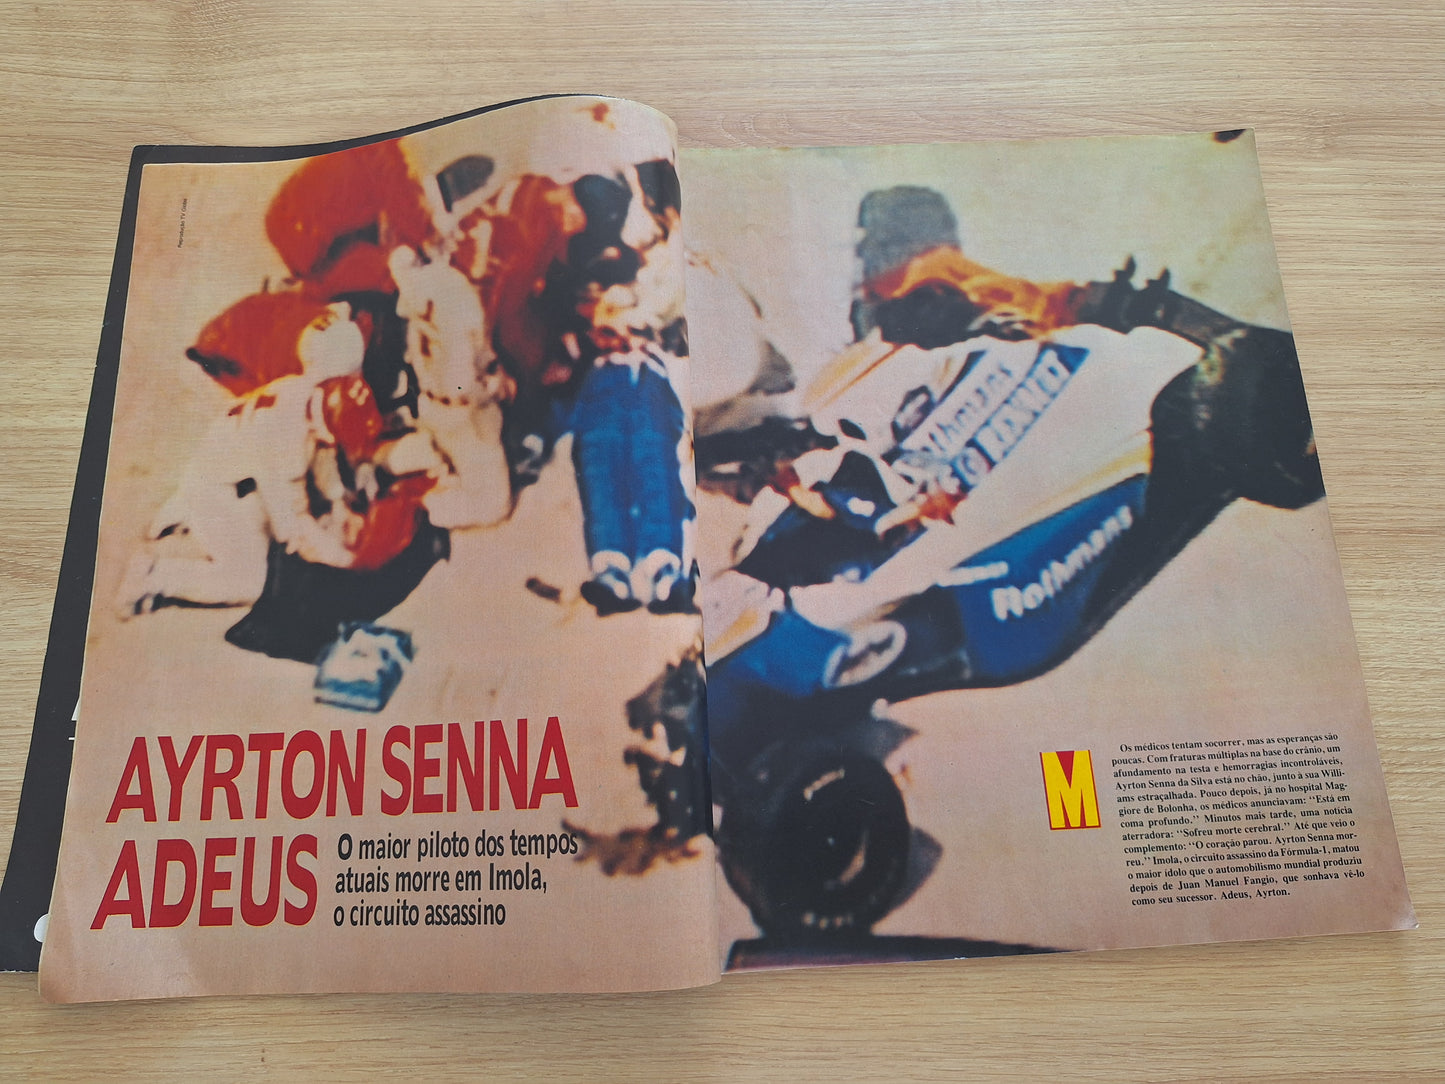 Reprodução TV Globo
AYRTON SENNA
ADEUS
O maior piloto dos tempos
atuais morre em Imola,
o circuito assassino
Rothmans
RENAULT
Rothmans
M
Os médicos tentam socorrer, mas as esperanças são
poucas. Com fraturas múltiplas na base do crânio, um
afundamento na testa e hemorragias incontroláveis,
Ayrton Senna da Silva está no chão, junto à sua Willi-
ams estraçalhada. Pouco depois, já no hospital Mag-
giore de Bolonha, os médicos anunciavam: “Está em
coma profundo.” Minutos mais tarde, uma notícia
aterradora: “Sofreu morte cerebral.” Até que veio o
complemento: “O coração parou. Ayrton Senna mor-
reu.” Imola, o circuito assassino da Fórmula-1, matou
o maior ídolo que o automobilismo mundial produziu
depois de Juan Manuel Fangio, que sonhava vê-lo
como seu sucessor. Adeus, Ayrton.